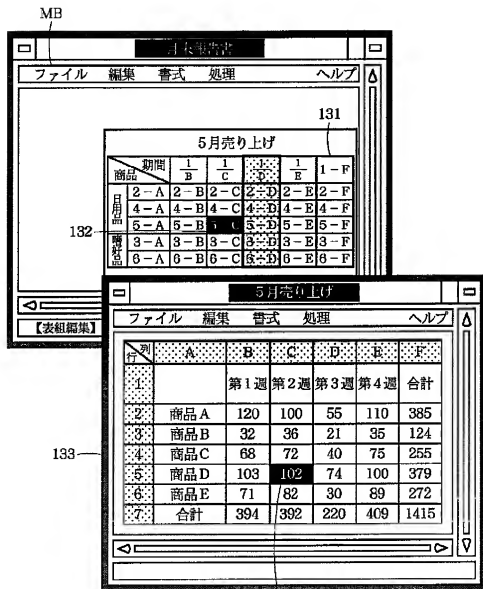 MB
ファイル 編集 書式 処理 ヘルプ
131
5月売り上げ
商品 期間 1/B 1/C 1/D 1/E 1-F
日用品
2-A 2-B 2-C 2-D 2-E 2-F
4-A 4-B 4-C 4-D 4-E 4-F
5-A 5-B 5-C 5-D 5-E 5-F
132
嗜好品
3-A 3-B 3-C 3-D 3-E 3-F
6-A 6-B 6-C 6-D 6-E 6-F
【表組編集】
5月売り上げ
ファイル 編集 書式 処理 ヘルプ
行 列 A B C D E F
1 第1週 第2週 第3週 第4週 合計
2 商品A 120 100 55 110 385
3 商品B 32 36 21 35 124
4 商品C 68 72 40 75 255
133
5 商品D 103 102 74 100 379
6 商品E 71 82 30 89 272
7 合計 394 392 220 409 1415